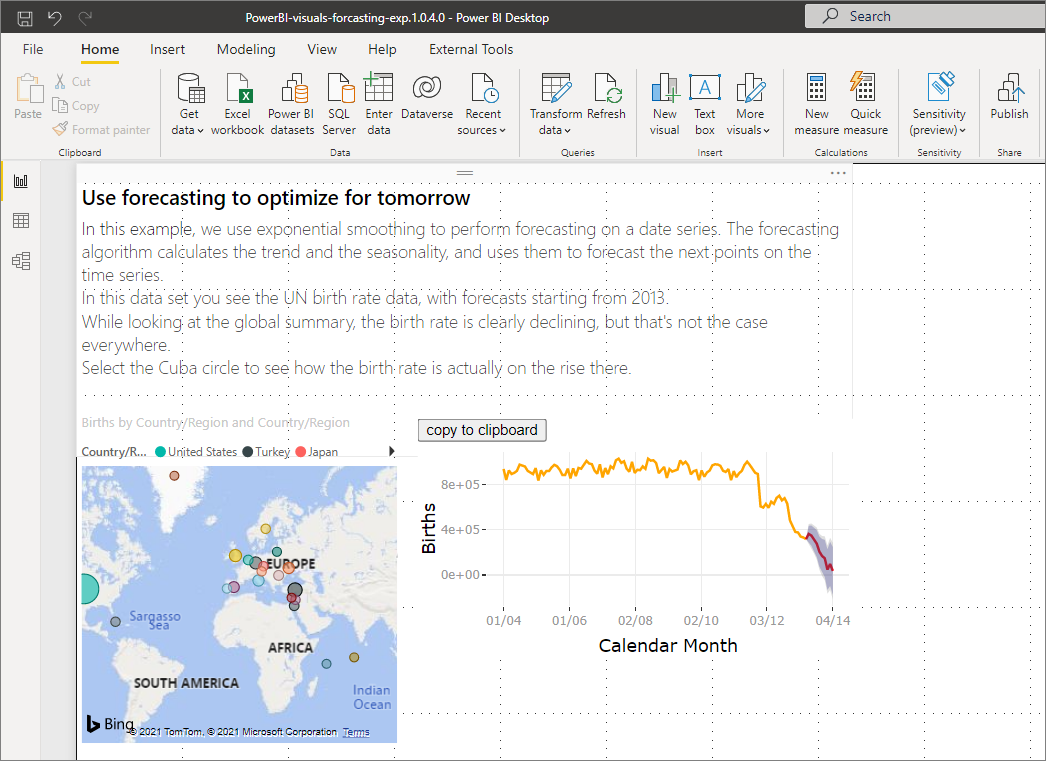 PowerBI-visuals-forcasting-exp.1.0.4.0 - Power BI Desktop
Search
File Home Insert Modeling View Help External Tools
Paste
Cut
Copy
Format painter
Clipboard
Get data
Excel workbook
Power BI datasets
SQL Server
Enter data
Dataverse
Recent sources
Data
Transform data
Refresh
Queries
New visual
Text box
More visuals
Insert
New measure
Quick measure
Calculations
Sensitivity (preview)
Sensitivity
Publish
Share
Use forecasting to optimize for tomorrow
In this example, we use exponential smoothing to perform forecasting on a date series. The forecasting
algorithm calculates the trend and the seasonality, and uses them to forecast the next points on the
time series.
In this data set you see the UN birth rate data, with forecasts starting from 2013.
While looking at the global summary, the birth rate is clearly declining, but that's not the case
everywhere.
Select the Cuba circle to see how the birth rate is actually on the rise there.
Births by Country/Region and Country/Region
Country/R... United States Turkey Japan
EUROPE
Sargasso
Sea
AFRICA
SOUTH AMERICA
Indian
Ocean
Bing
© 2021 TomTom, © 2021 Microsoft Corporation Terms
copy to clipboard
X
A
Births
8e+05
4e+05
0e+00
01/04 01/06 02/08 02/10 03/12 04/14
Calendar Month